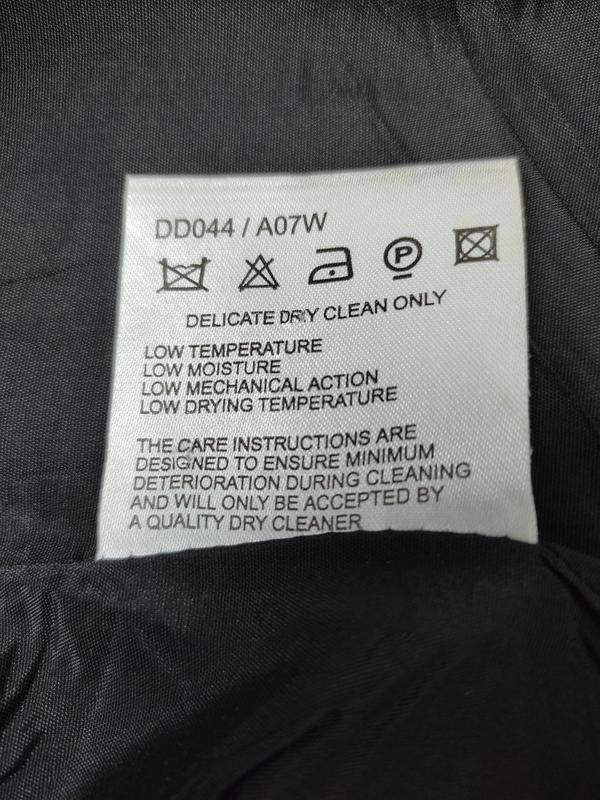 DD044 / A07W
P
DELICATE DRY CLEAN ONLY
LOW TEMPERATURE
LOW MOISTURE
LOW MECHANICAL ACTION
LOW DRYING TEMPERATURE
THE CARE INSTRUCTIONS ARE
DESIGNED TO ENSURE MINIMUM
DETERIORATION DURING CLEANING
AND WILL ONLY BE ACCEPTED BY
A QUALITY DRY CLEANER